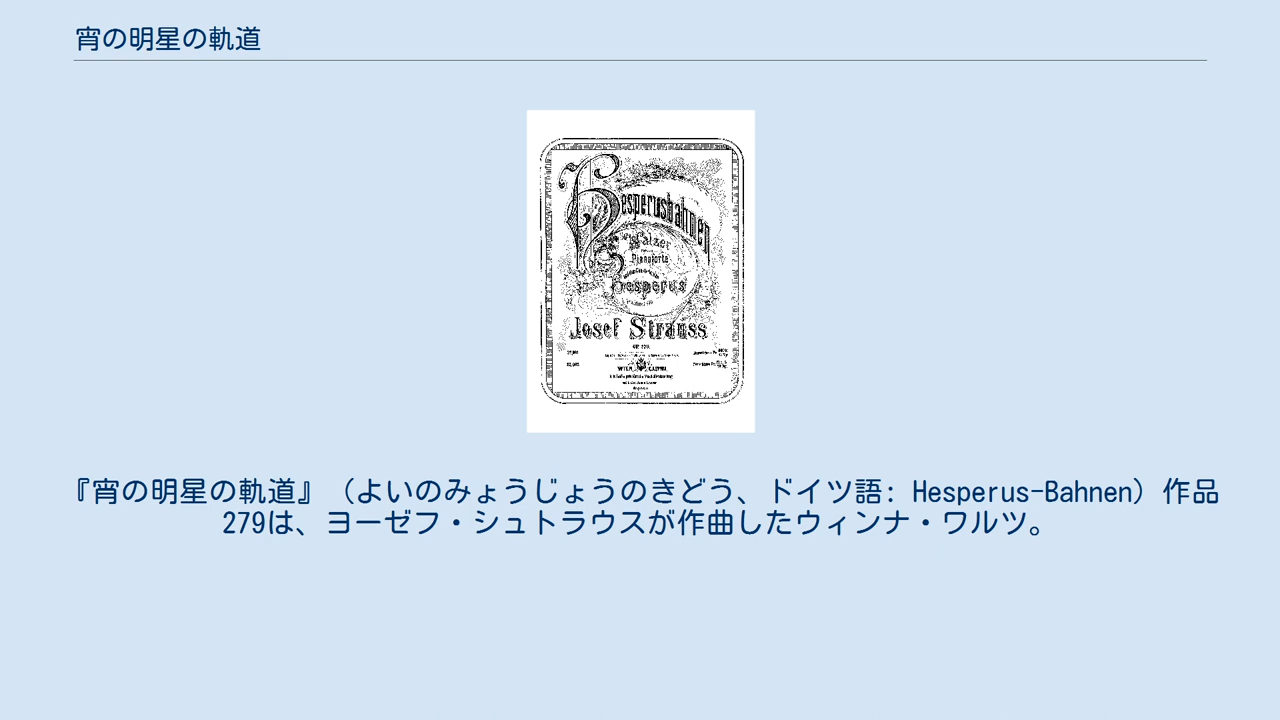 宵の明星の軌道
Hesperusbahnen
Walzer
Pianoforte
Hesperus
Josef Strauss
『宵の明星の軌道』（よいのみょうじょうのきどう、ドイツ語: Hesperus-Bahnen）作品
279は、ヨーゼフ・シュトラウスが作曲したウィンナ・ワルツ。